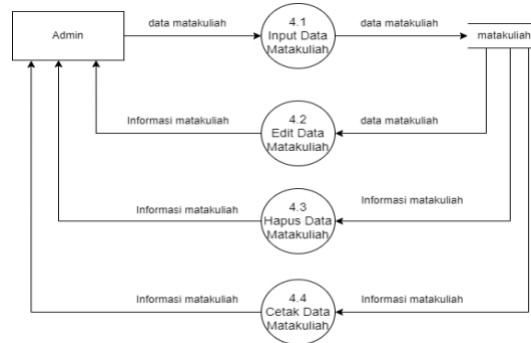 Admin
data matakuliah
4.1
Input Data
Matakuliah
data matakuliah
matakuliah
Informasi matakuliah
4.2
Edit Data
Matakuliah
data matakuliah
Informasi matakuliah
4.3
Hapus Data
Matakuliah
Informasi matakuliah
Informasi matakuliah
4.4
Cetak Data
Matakuliah
Informasi matakuliah